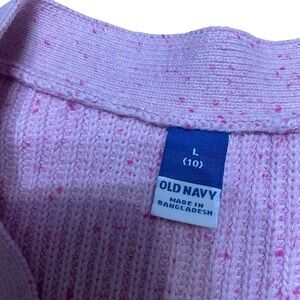 L
(10)
OLD NAVY
MADE IN
BANGLADESH